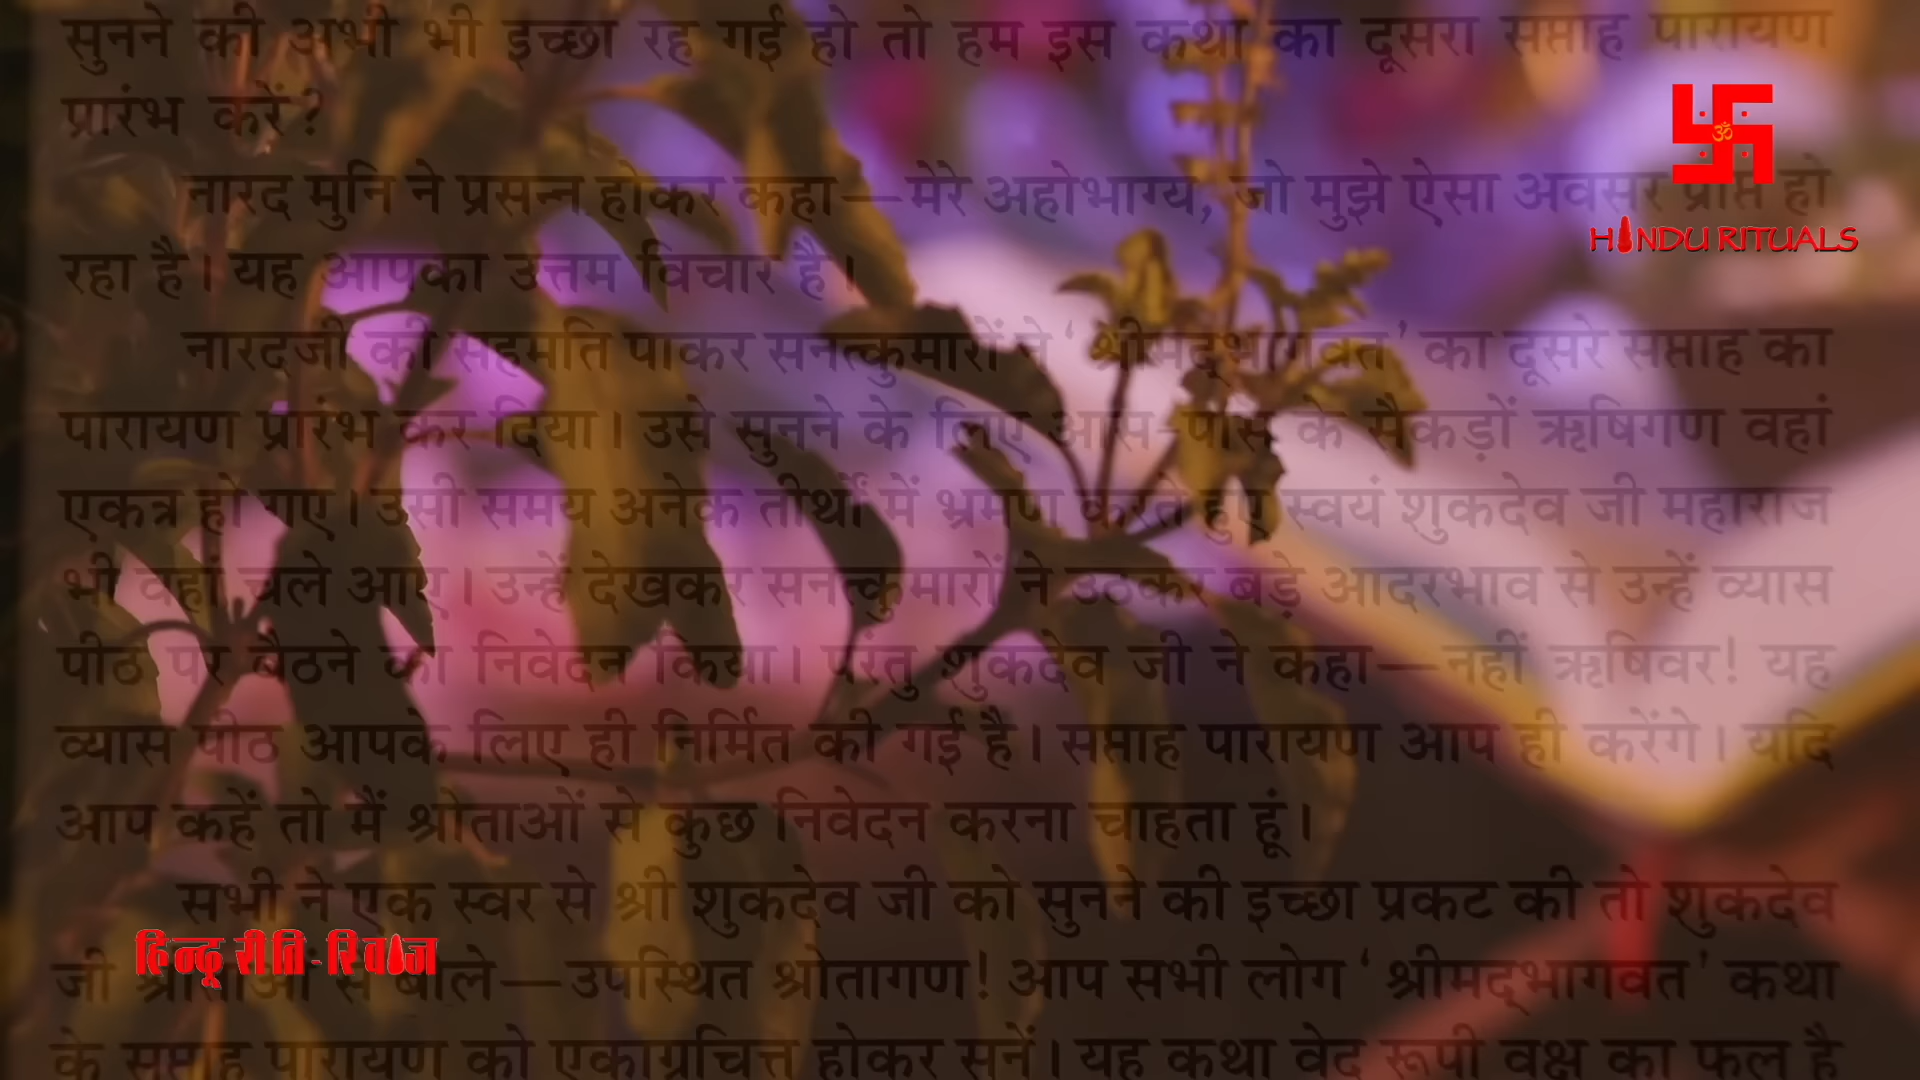 सुनने की अभी भी इच्छा रह गई हो तो हम इस कथा का दूसरा सप्ताह पारायण
प्रारंभ करें?
नारद मुनि ने प्रसन्न होकर कहा—मेरे अहोभाग्य, जो मुझे ऐसा अवसर प्राप्त हो
रहा है। यह आपका उत्तम विचार है।
नारदजी की सहमति पाकर सनत्कुमारों ने ‘श्रीमद्भागवत’ का दूसरे सप्ताह का
पारायण प्रारंभ कर दिया। उसे सुनने के लिए आस पास के सैकड़ों ऋषिगण वहां
एकत्र हो गए। उसी समय अनेक तीर्थों में भ्रमण करते हुए स्वयं शुकदेव जी महाराज
भी वहां चले आए। उन्हें देखकर सनत्कुमारों ने उठकर बड़े आदरभाव से उन्हें व्यास
पीठ पर बैठने का निवेदन किया। परंतु शुकदेव जी ने कहा—नहीं ऋषिवर! यह
व्यास पीठ आपके लिए ही निर्मित की गई है। सप्ताह पारायण आप ही करेंगे। यदि
आप कहें तो मैं श्रोताओं से कुछ निवेदन करना चाहता हूं।
सभी ने एक स्वर से श्री शुकदेव जी को सुनने की इच्छा प्रकट की तो शुकदेव
जी श्रोताओं से बोले—उपस्थित श्रोतागण! आप सभी लोग ‘श्रीमद्भागवत’ कथा
के सप्ताह पारायण को एकाग्रचित्त होकर सुनें। यह कथा वेद रूपी वृक्ष का फल है
ॐ
HINDU RITUALS
हिन्दू रीति-रिवाज